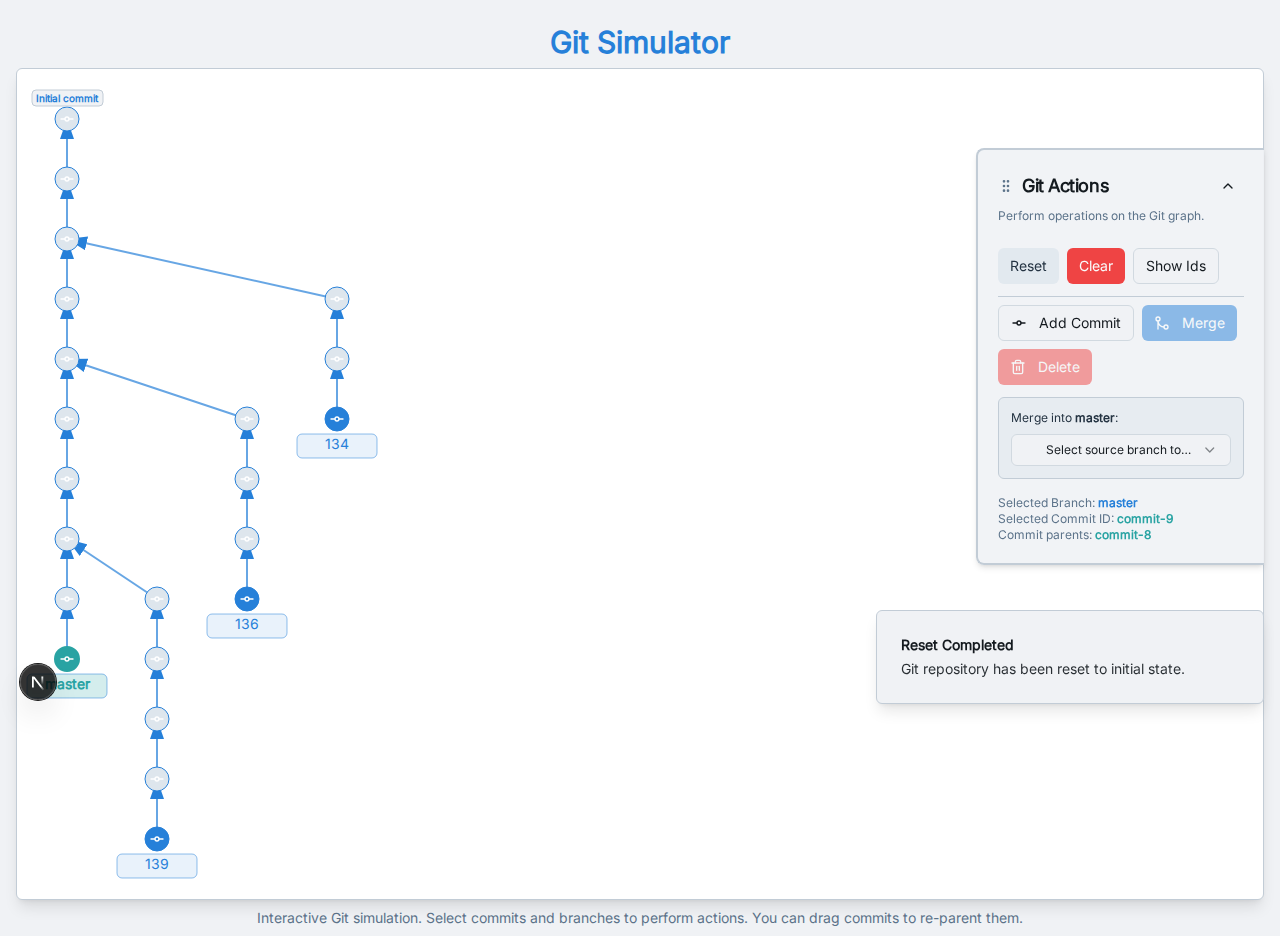 Git Simulator
Initial commit
134
136
master
139
Git Actions
Perform operations on the Git graph.
Reset
Clear
Show Ids
Add Commit
Merge
Delete
Merge into master:
Select source branch to...
Selected Branch: master
Selected Commit ID: commit-9
Commit parents: commit-8
Reset Completed
Git repository has been reset to initial state.
N
Interactive Git simulation. Select commits and branches to perform actions. You can drag commits to re-parent them.